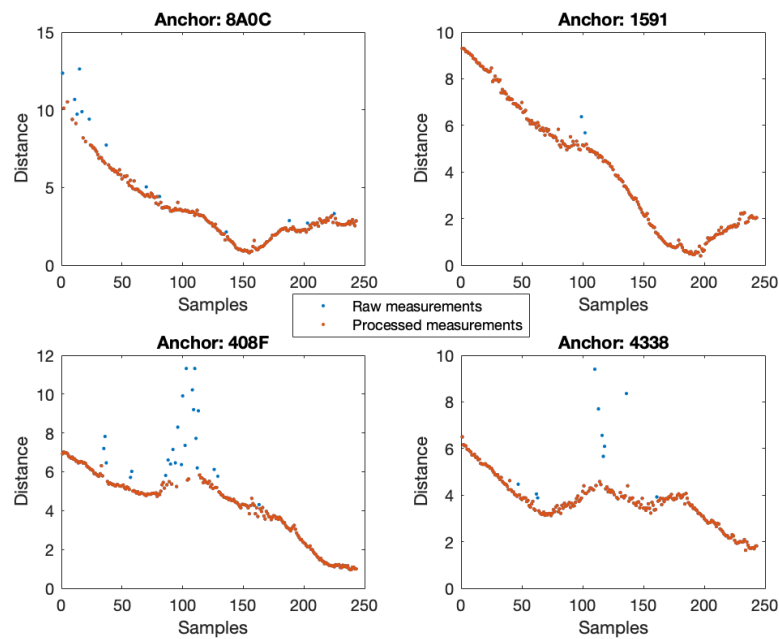 Anchor: 8A0C
15
10
5
0
Distance
0 50 100 150 200 250
Samples
Anchor: 1591
10
8
6
4
2
0
Distance
0 50 100 150 200 250
Samples
Raw measurements
Processed measurements
Anchor: 408F
12
10
8
6
4
2
0
Distance
0 50 100 150 200 250
Samples
Anchor: 4338
10
8
6
4
2
0
Distance
0 50 100 150 200 250
Samples